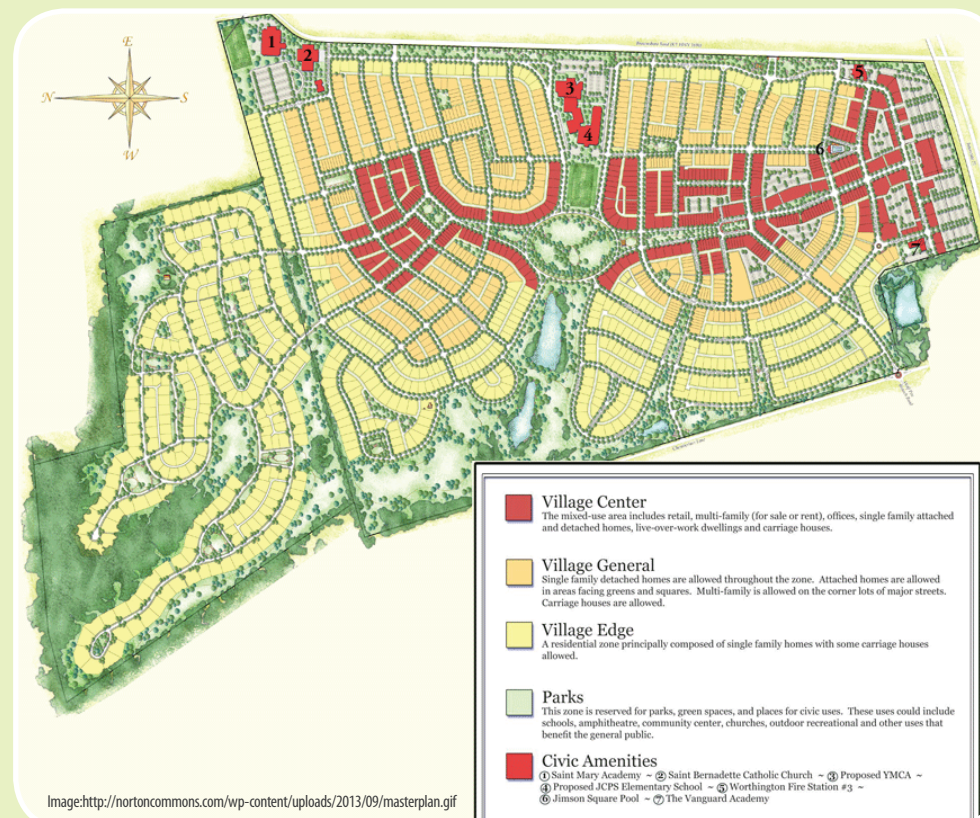 E
N S
W
1
2
3
4
5
6
7
Village Center
The mixed-use area includes retail, multi-family (for sale or rent), offices, single family attached
and detached homes, live-over-work dwellings and carriage houses.
Village General
Single family detached homes are allowed throughout the zone. Attached homes are allowed
in areas facing greens and squares. Multi-family is allowed on the corner lots of major streets.
Carriage houses are allowed.
Village Edge
A residential zone principally composed of single family homes with some carriage houses
allowed.
Parks
This zone is reserved for parks, green spaces, and places for civic uses. These uses could include
schools, amphitheatre, community center, churches, outdoor recreational and other uses that
benefit the general public.
Civic Amenities
① Saint Mary Academy ~ ② Saint Bernadette Catholic Church ~ ③ Proposed YMCA ~
④ Proposed JCPS Elementary School ~ ⑤ Worthington Fire Station #3 ~
⑥ Jimson Square Pool ~ ⑦ The Vanguard Academy
Image:http://nortoncommons.com/wp-content/uploads/2013/09/masterplan.gif